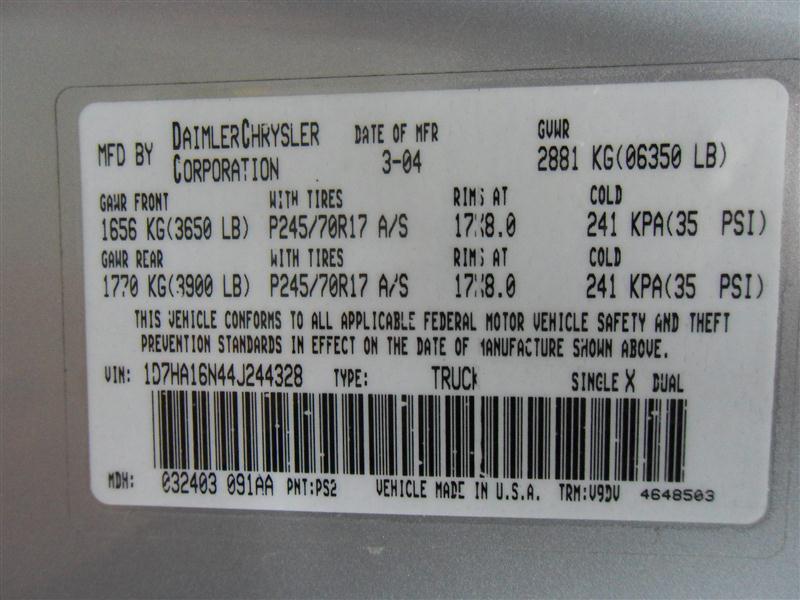 MFD BY DAIMLERCHRYSLER CORPORATION DATE OF MFR 3-04 GVWR 2881 KG(06350 LB)
GAWR FRONT WITH TIRES RIMS AT COLD
1656 KG(3650 LB) P245/70R17 A/S 17X8.0 241 KPA(35 PSI)
GAWR REAR WITH TIRES RIMS AT COLD
1770 KG(3900 LB) P245/70R17 A/S 17X8.0 241 KPA(35 PSI)
THIS VEHICLE CONFORMS TO ALL APPLICABLE FEDERAL MOTOR VEHICLE SAFETY AND THEFT
PREVENTION STANDARDS IN EFFECT ON THE DATE OF MANUFACTURE SHOWN ABOVE.
VIN: 1D7HA16N44J244328 TYPE: TRUCK SINGLE X DUAL
MDH: 032403 091AA PNT:PS2 VEHICLE MADE IN U.S.A. TRM:V9DV 4648503